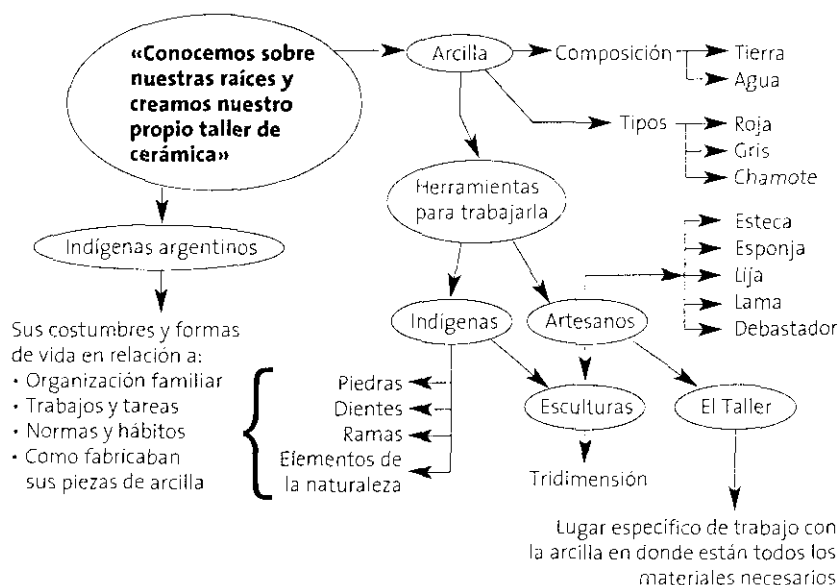 «Conocemos sobre
nuestras raíces y
creamos nuestro
propio taller de
cerámica»
Arcilla
Composición
Tierra
Agua
Tipos
Roja
Gris
Chamote
Herramientas
para trabajarla
Indígenas argentinos
Esteca
Esponja
Lija
Lama
Debastador
Indígenas
Artesanos
Sus costumbres y formas
de vida en relación a:
• Organización familiar
• Trabajos y tareas
• Normas y hábitos
• Como fabricaban
sus piezas de arcilla
Piedras
Dientes
Ramas
Elementos de
la naturaleza
Esculturas
El Taller
Tridimensión
Lugar específico de trabajo con
la arcilla en donde están todos los
materiales necesarios